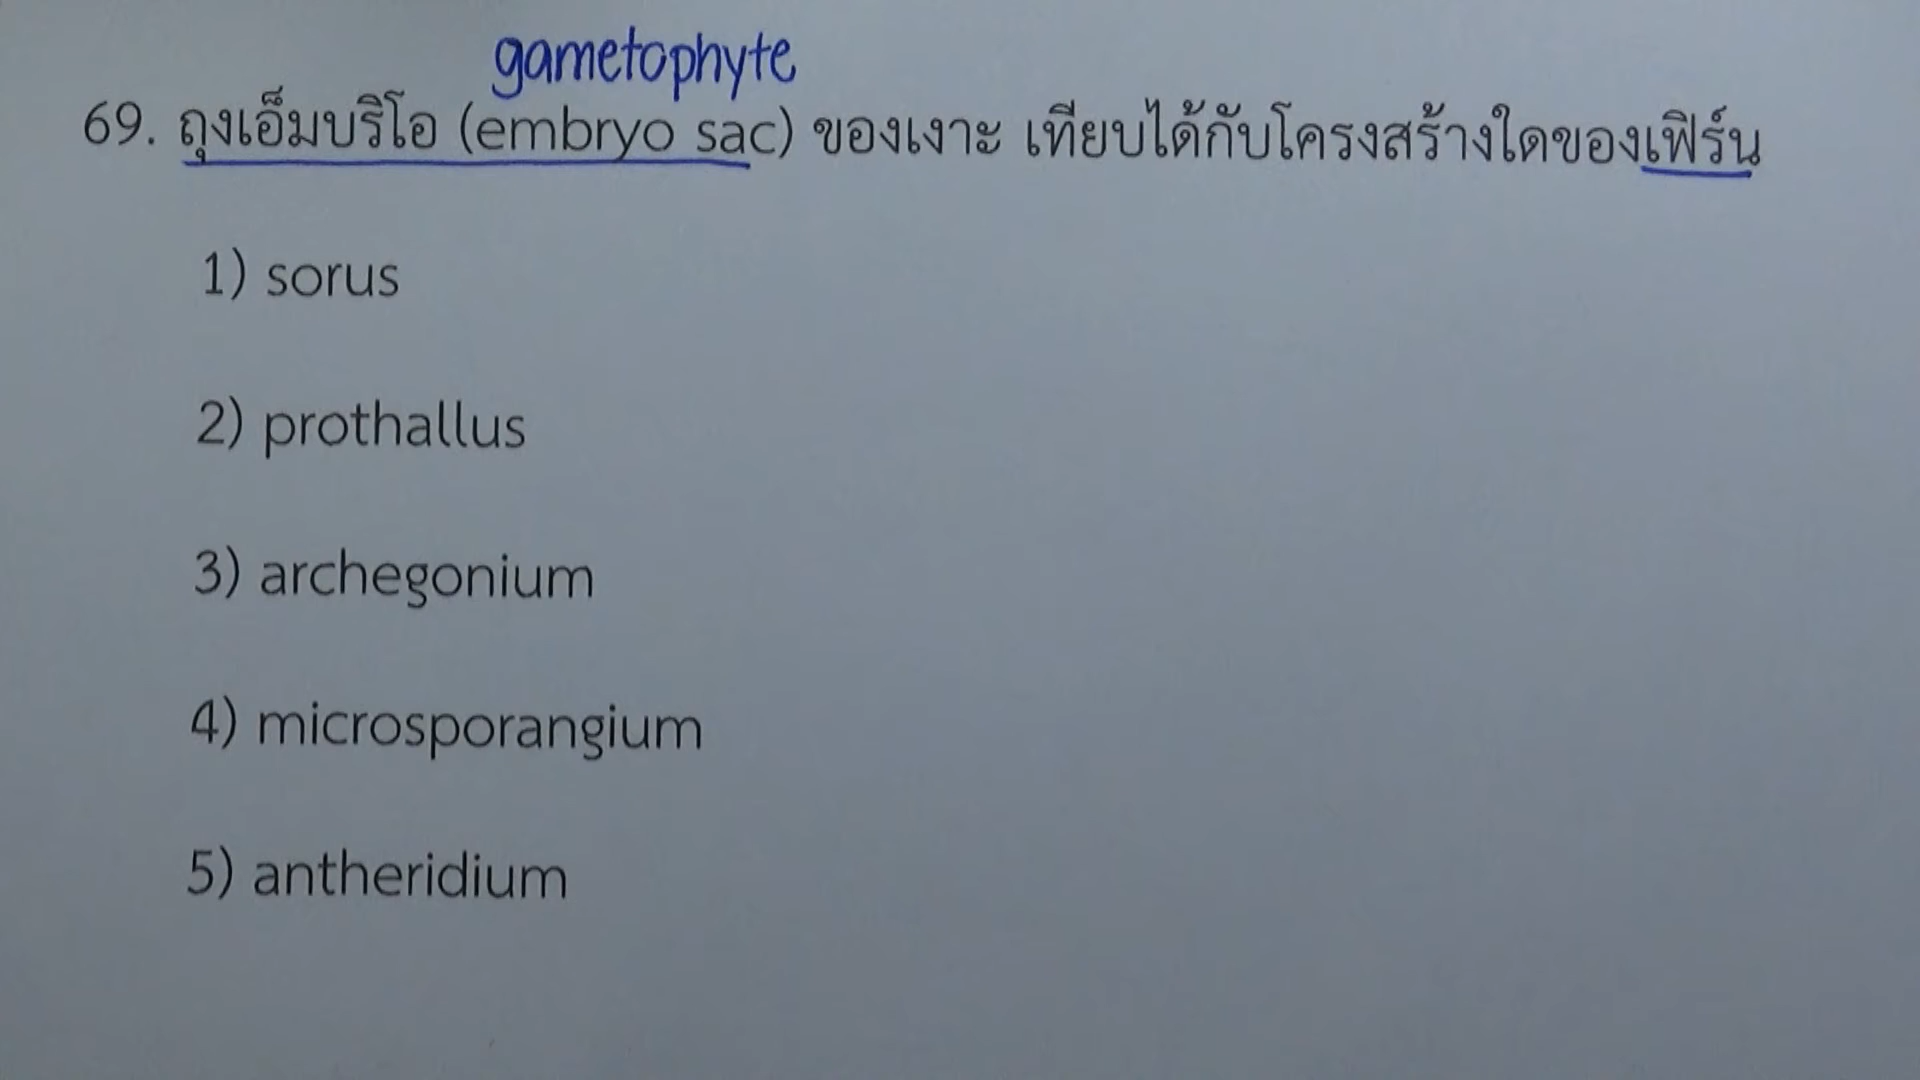 gametophyte
69. ถุงเอ็มบริโอ (embryo sac) ของเงาะ เทียบได้กับโครงสร้างใดของเฟิร์น
1) sorus
2) prothallus
3) archegonium
4) microsporangium
5) antheridium